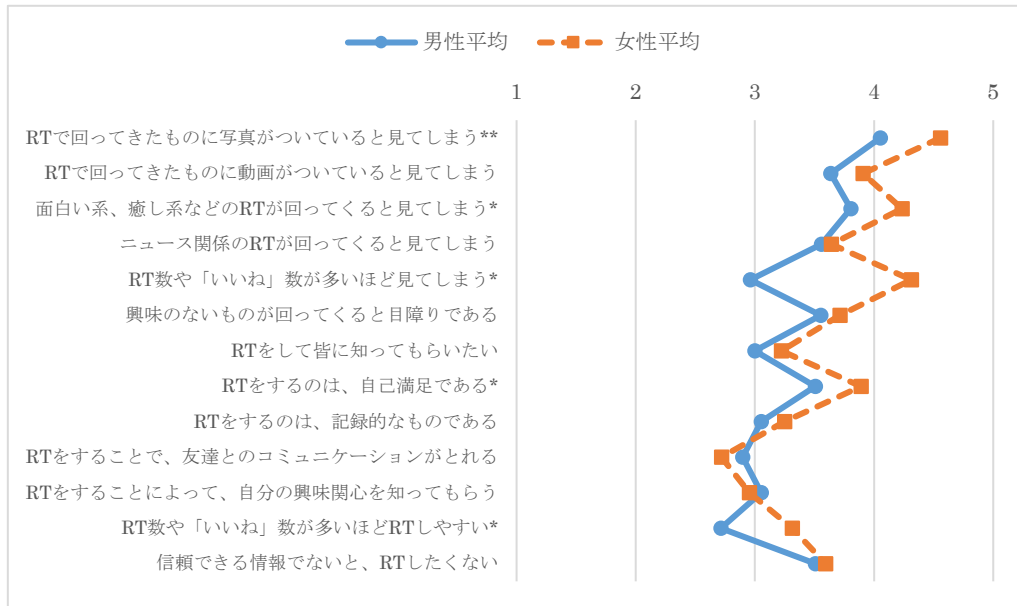 男性平均 女性平均
1 2 3 4 5
RTで回ってきたものに写真がついていると見てしまう**
RTで回ってきたものに動画がついていると見てしまう
面白い系、癒し系などのRTが回ってくると見てしまう*
ニュース関係のRTが回ってくると見てしまう
RT数や「いいね」数が多いほど見てしまう*
興味のないものが回ってくると目障りである
RTをして皆に知ってもらいたい
RTをするのは、自己満足である*
RTをするのは、記録的なものである
RTをすることで、友達とのコミュニケーションがとれる
RTをすることによって、自分の興味関心を知ってもらう
RT数や「いいね」数が多いほどRTしやすい*
信頼できる情報でないと、RTしたくない